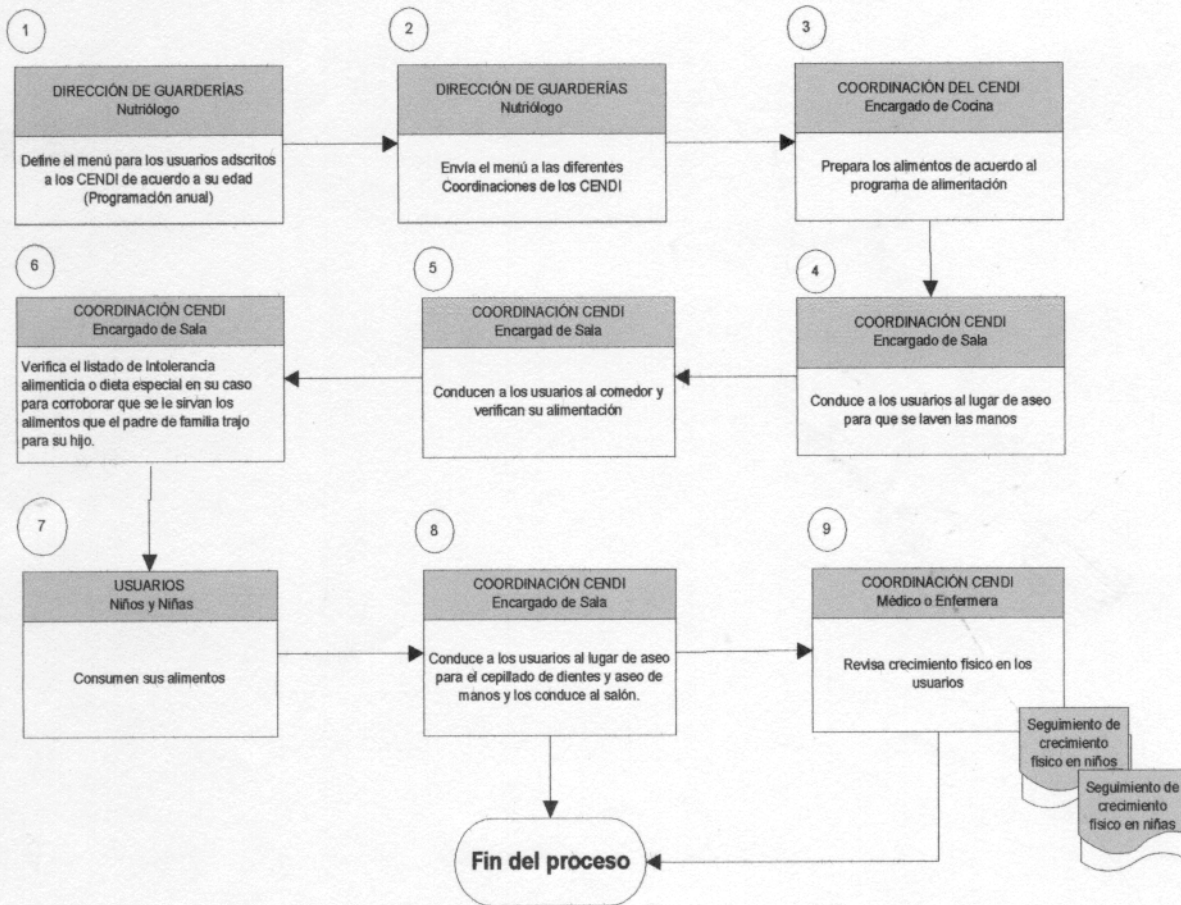 1
DIRECCIÓN DE GUARDERÍAS
Nutriólogo
Define el menú para los usuarios adscritos
a los CENDI de acuerdo a su edad
(Programación anual)
2
DIRECCIÓN DE GUARDERÍAS
Nutriólogo
Envía el menú a las diferentes
Coordinaciones de los CENDI
3
COORDINACIÓN DEL CENDI
Encargado de Cocina
Prepara los alimentos de acuerdo al
programa de alimentación
4
COORDINACIÓN CENDI
Encargado de Sala
Conduce a los usuarios al lugar de aseo
para que se laven las manos
5
COORDINACIÓN CENDI
Encargad de Sala
Conducen a los usuarios al comedor y
verifican su alimentación
6
COORDINACIÓN CENDI
Encargado de Sala
Verifica el listado de Intolerancia
alimenticia o dieta especial en su caso
para corroborar que se le sirvan los
alimentos que el padre de familia trajo
para su hijo.
7
USUARIOS
Niños y Niñas
Consumen sus alimentos
8
COORDINACIÓN CENDI
Encargado de Sala
Conduce a los usuarios al lugar de aseo
para el cepillado de dientes y aseo de
manos y los conduce al salón.
9
COORDINACIÓN CENDI
Médico o Enfermera
Revisa crecimiento físico en los
usuarios
Seguimiento de
crecimiento
físico en niños
Seguimiento de
crecimiento
físico en niñas
Fin del proceso